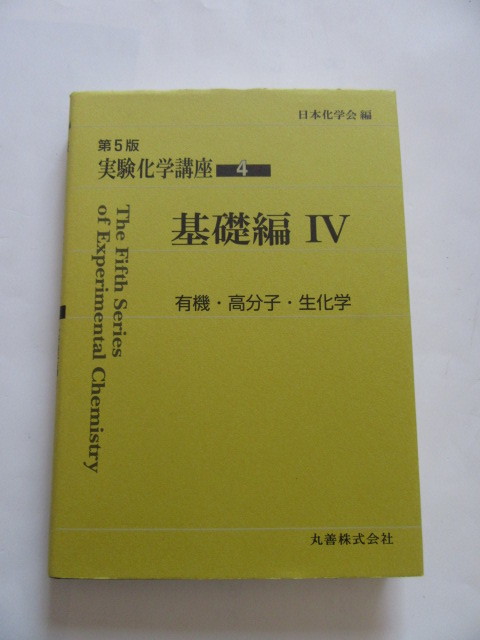 日本化学会 編
第5版
実験化学講座 4
基礎編 IV
有機・高分子・生化学
The Fifth Series
of Experimental Chemistry
丸善株式会社